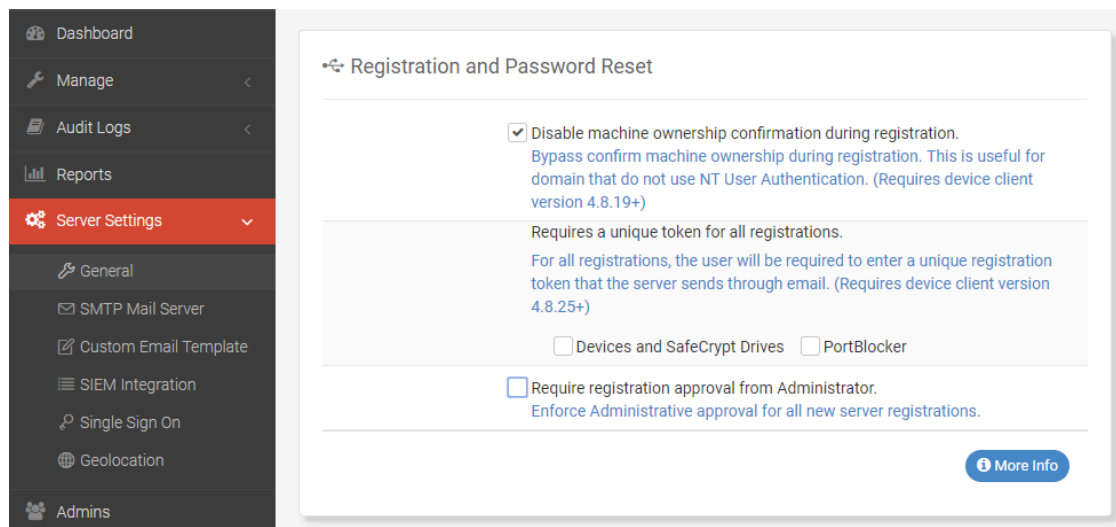 Dashboard
Manage
Audit Logs
Reports
Server Settings
General
SMTP Mail Server
Custom Email Template
SIEM Integration
Single Sign On
Geolocation
Admins
Registration and Password Reset
Disable machine ownership confirmation during registration.
Bypass confirm machine ownership during registration. This is useful for
domain that do not use NT User Authentication. (Requires device client
version 4.8.19+)
Requires a unique token for all registrations.
For all registrations, the user will be required to enter a unique registration
token that the server sends through email. (Requires device client version
4.8.25+)
Devices and SafeCrypt Drives PortBlocker
Require registration approval from Administrator.
Enforce Administrative approval for all new server registrations.
More Info